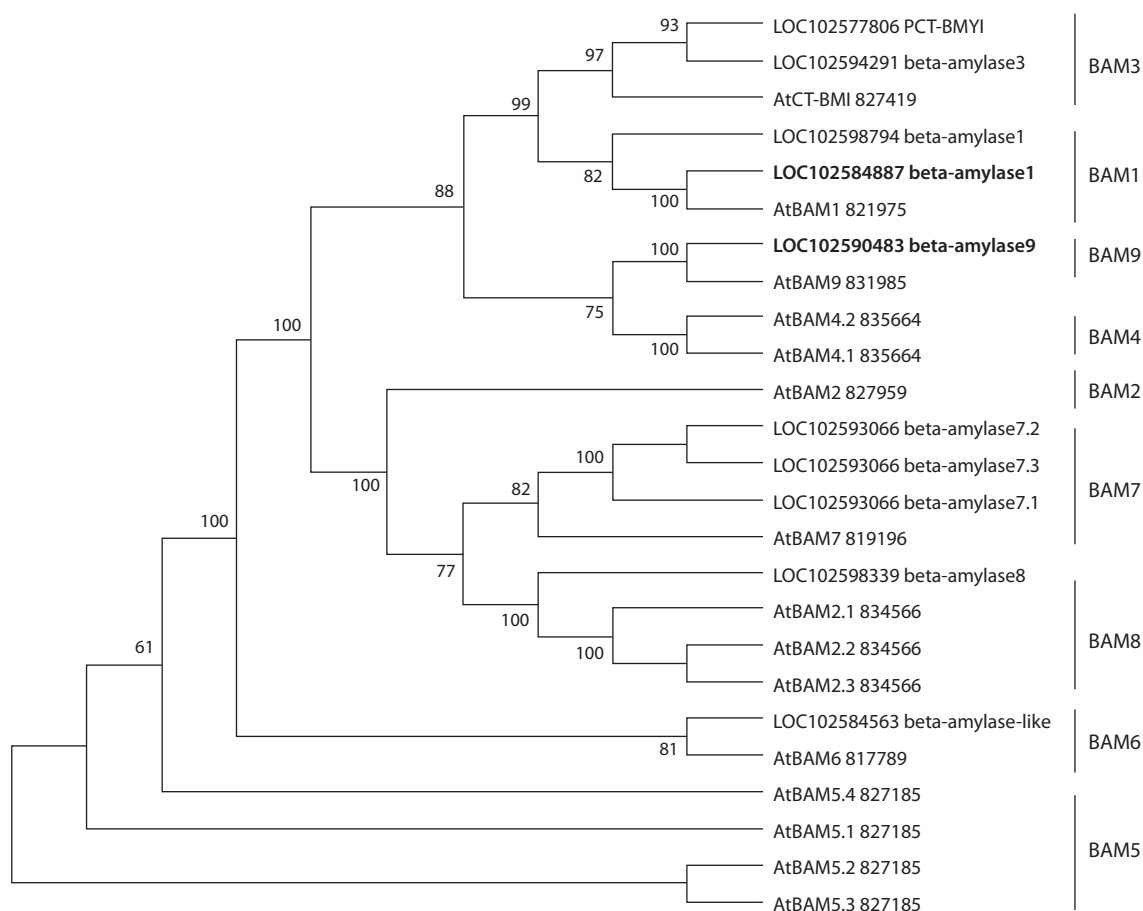 93
LOC102577806 PCT-BMYI
97
LOC102594291 beta-amylase3
BAM3
AtCT-BMI 827419
99
LOC102598794 beta-amylase1
82
LOC102584887 beta-amylase1
BAM1
88
100
AtBAM1 821975
100
LOC102590483 beta-amylase9
BAM9
AtBAM9 831985
75
AtBAM4.2 835664
BAM4
100
100
AtBAM4.1 835664
AtBAM2 827959
BAM2
LOC102593066 beta-amylase7.2
100
LOC102593066 beta-amylase7.3
100
82
LOC102593066 beta-amylase7.1
BAM7
100
AtBAM7 819196
77
LOC102598339 beta-amylase8
100
AtBAM2.1 834566
BAM8
61
100
AtBAM2.2 834566
AtBAM2.3 834566
LOC102584563 beta-amylase-like
81
BAM6
AtBAM6 817789
AtBAM5.4 827185
AtBAM5.1 827185
BAM5
AtBAM5.2 827185
AtBAM5.3 827185